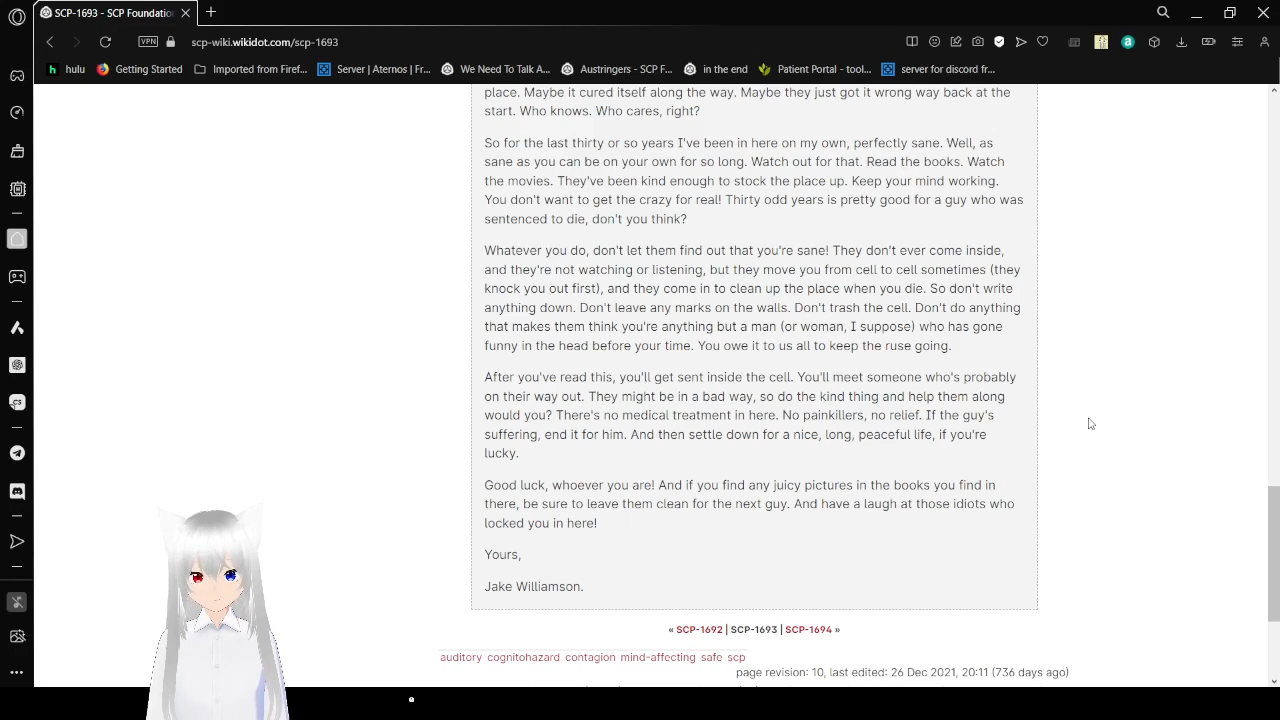 SCP-1693 - SCP Foundatio
VPN
scp-wiki.wikidot.com/scp-1693
hulu
Getting Started
Imported from Firef...
Server | Aternos | Fr...
We Need To Talk A...
Austringers - SCP F...
in the end
Patient Portal - tool...
server for discord fr...
place. Maybe it cured itself along the way. Maybe they just got it wrong way back at the
start. Who knows. Who cares, right?
So for the last thirty or so years I've been in here on my own, perfectly sane. Well, as
sane as you can be on your own for so long. Watch out for that. Read the books. Watch
the movies. They've been kind enough to stock the place up. Keep your mind working.
You don't want to get the crazy for real! Thirty odd years is pretty good for a guy who was
sentenced to die, don't you think?
Whatever you do, don't let them find out that you're sane! They don't ever come inside,
and they're not watching or listening, but they move you from cell to cell sometimes (they
knock you out first), and they come in to clean up the place when you die. So don't write
anything down. Don't leave any marks on the walls. Don't trash the cell. Don't do anything
that makes them think you're anything but a man (or woman, I suppose) who has gone
funny in the head before your time. You owe it to us all to keep the ruse going.
After you've read this, you'll get sent inside the cell. You'll meet someone who's probably
on their way out. They might be in a bad way, so do the kind thing and help them along
would you? There's no medical treatment in here. No painkillers, no relief. If the guy's
suffering, end it for him. And then settle down for a nice, long, peaceful life, if you're
lucky.
Good luck, whoever you are! And if you find any juicy pictures in the books you find in
there, be sure to leave them clean for the next guy. And have a laugh at those idiots who
locked you in here!
Yours,
Jake Williamson.
« SCP-1692 | SCP-1693 | SCP-1694 »
auditory cognitohazard contagion mind-affecting safe scp
page revision: 10, last edited: 26 Dec 2021, 20:11 (736 days ago)